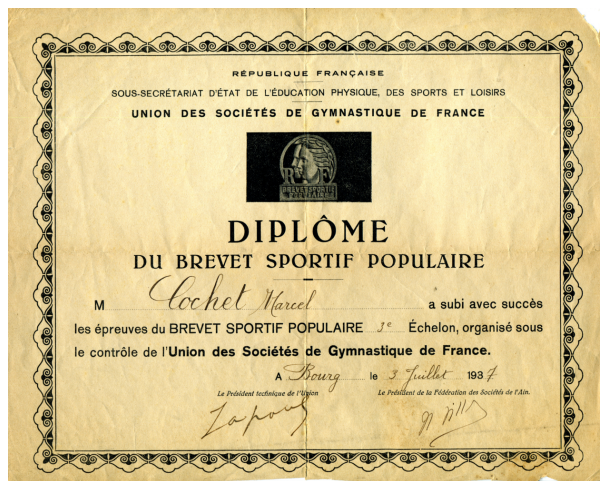 RÉPUBLIQUE FRANÇAISE
SOUS-SECRÉTARIAT D'ÉTAT DE L'ÉDUCATION PHYSIQUE, DES SPORTS ET LOISIRS
UNION DES SOCIÉTÉS DE GYMNASTIQUE DE FRANCE
R F
BREVET SPORTIF
POPULAIRE
DIPLÔME
DU BREVET SPORTIF POPULAIRE
M Cochet Marcel a subi avec succès
les épreuves du BREVET SPORTIF POPULAIRE 3e Échelon, organisé sous
le contrôle de l'Union des Sociétés de Gymnastique de France.
A Bourg le 3 Juillet 1937
Le Président technique de l'Union Le Président de la Fédération des Sociétés de l'Ain.